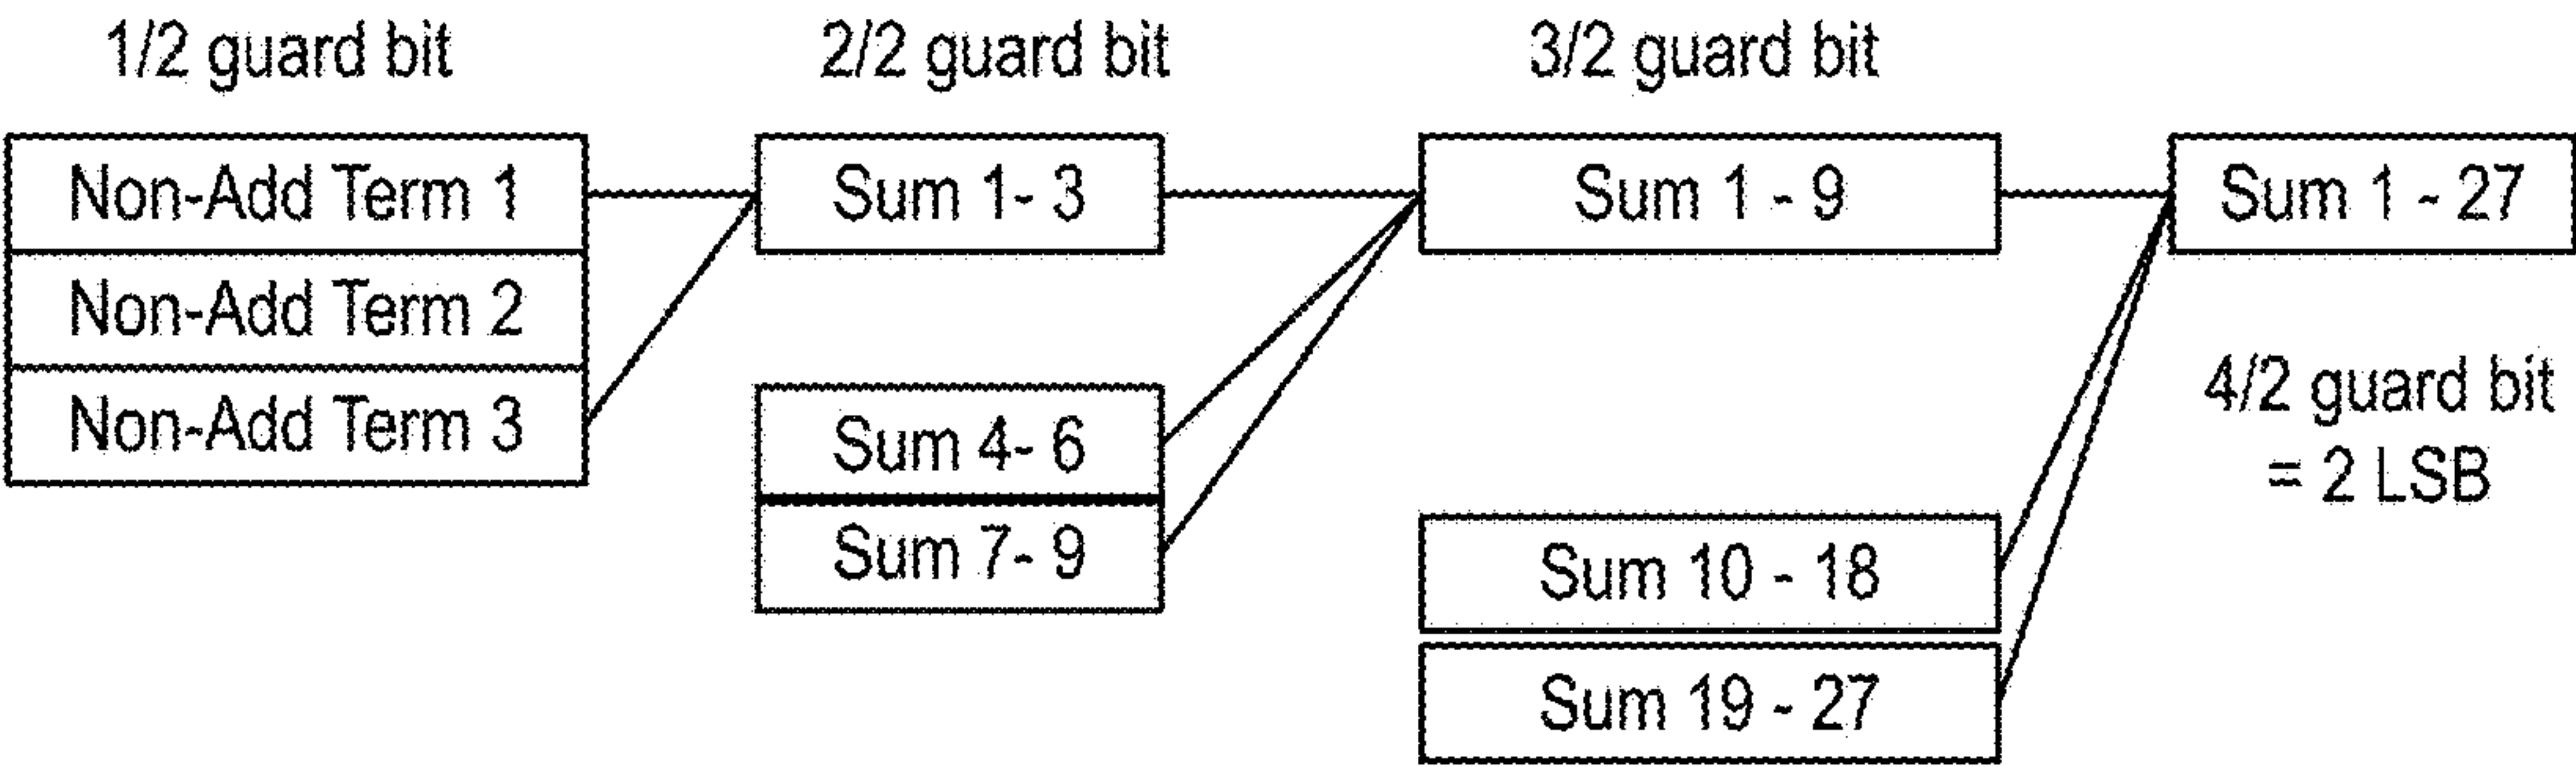 1/2 guard bit
2/2 guard bit
3/2 guard bit
Non-Add Term 1
Non-Add Term 2
Non-Add Term 3
Sum 1- 3
Sum 4- 6
Sum 7- 9
Sum 1 - 9
Sum 10 - 18
Sum 19 - 27
Sum 1 - 27
4/2 guard bit
= 2 LSB